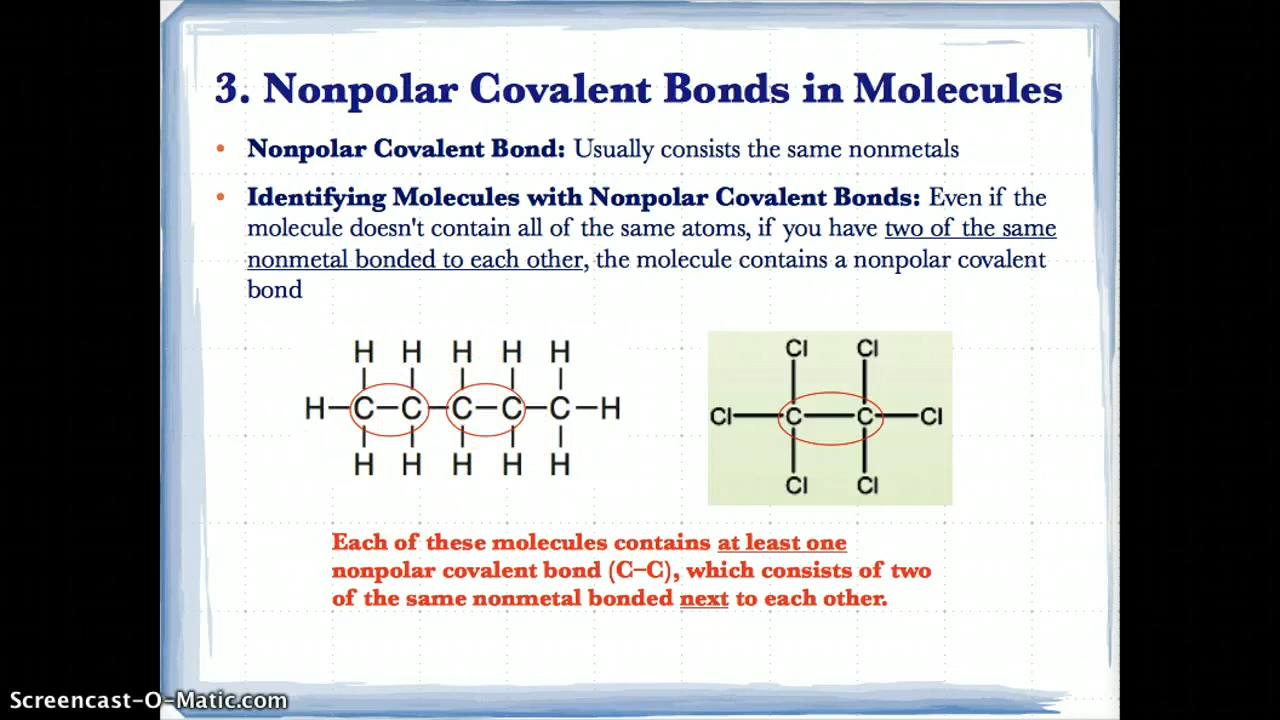 3. Nonpolar Covalent Bonds in Molecules
• Nonpolar Covalent Bond: Usually consists the same nonmetals
• Identifying Molecules with Nonpolar Covalent Bonds: Even if the
molecule doesn't contain all of the same atoms, if you have two of the same
nonmetal bonded to each other, the molecule contains a nonpolar covalent
bond
H H H H H
H–C–C–C–C–C–H
H H H H H
Cl Cl
Cl–C–C–Cl
Cl Cl
Each of these molecules contains at least one
nonpolar covalent bond (C–C), which consists of two
of the same nonmetal bonded next to each other.
Screencast-O-Matic.com